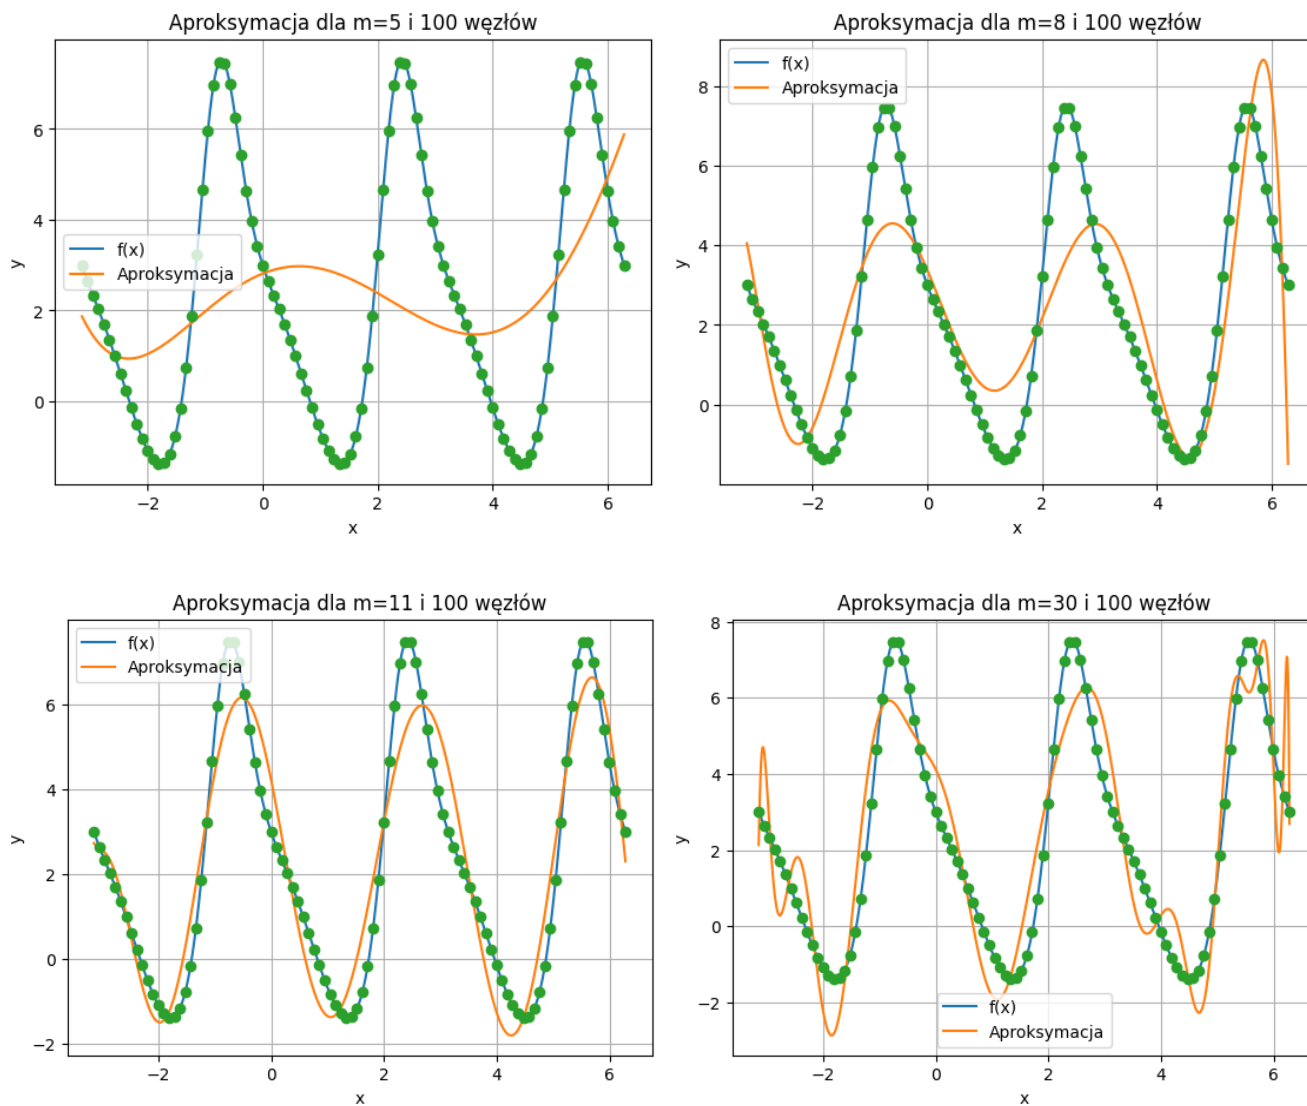 Aproksymacja dla m=5 i 100 węzłów
6
4
2
0
y
f(x)
Aproksymacja
−2 0 2 4 6
x
Aproksymacja dla m=8 i 100 węzłów
8
6
4
2
0
y
f(x)
Aproksymacja
−2 0 2 4 6
x
Aproksymacja dla m=11 i 100 węzłów
6
4
2
0
−2
y
f(x)
Aproksymacja
−2 0 2 4 6
x
Aproksymacja dla m=30 i 100 węzłów
8
6
4
2
0
−2
y
f(x)
Aproksymacja
−2 0 2 4 6
x